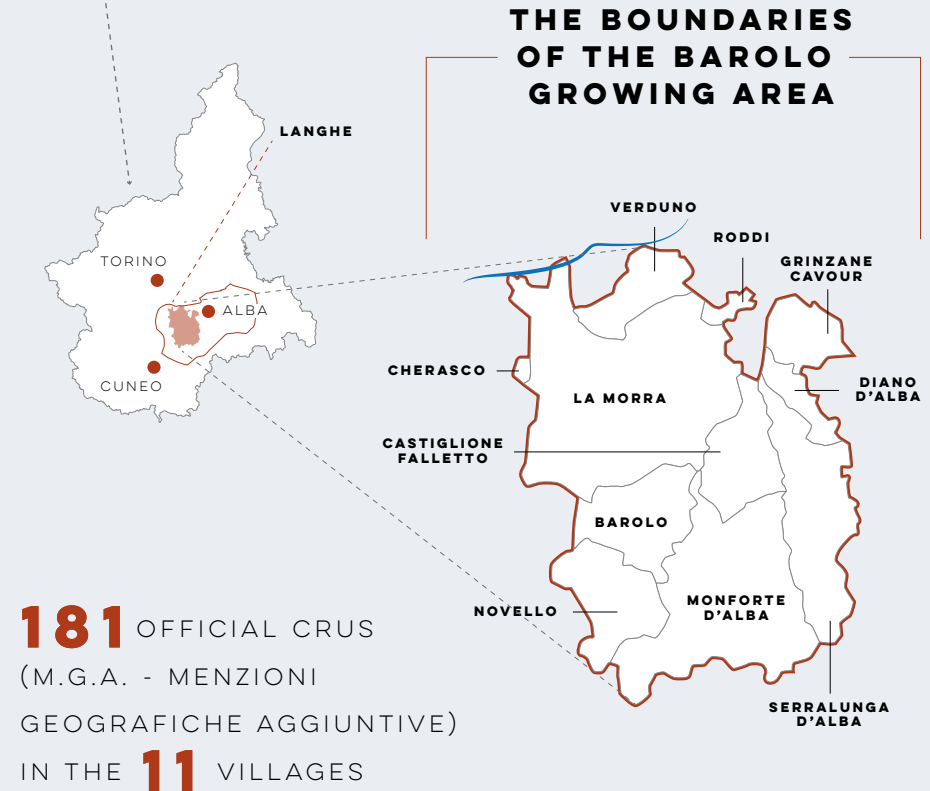 THE BOUNDARIES
OF THE BAROLO
GROWING AREA
LANGHE
TORINO
ALBA
CUNEO
VERDUNO
RODDI
GRINZANE
CAVOUR
CHERASCO
LA MORRA
DIANO
D'ALBA
CASTIGLIONE
FALLETTO
BAROLO
NOVELLO
MONFORTE
D'ALBA
SERRALUNGA
D'ALBA
181 OFFICIAL CRUS
(M.G.A. - MENZIONI
GEOGRAFICHE AGGIUNTIVE)
IN THE 11 VILLAGES